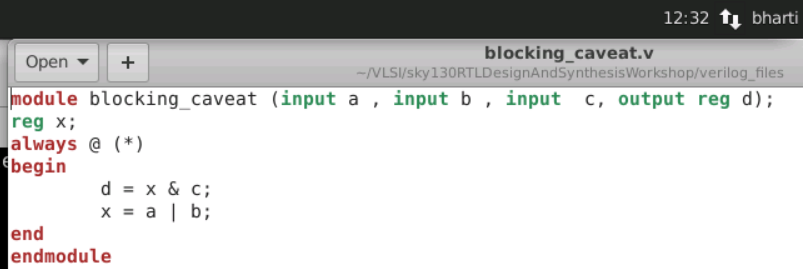 12:32 bharti
Open + blocking_caveat.v
~/VLSI/sky130RTLDesignAndSynthesisWorkshop/verilog_files
module blocking_caveat (input a , input b , input  c, output reg d);
reg x;
always @ (*)
begin
        d = x & c;
        x = a | b;
end
endmodule